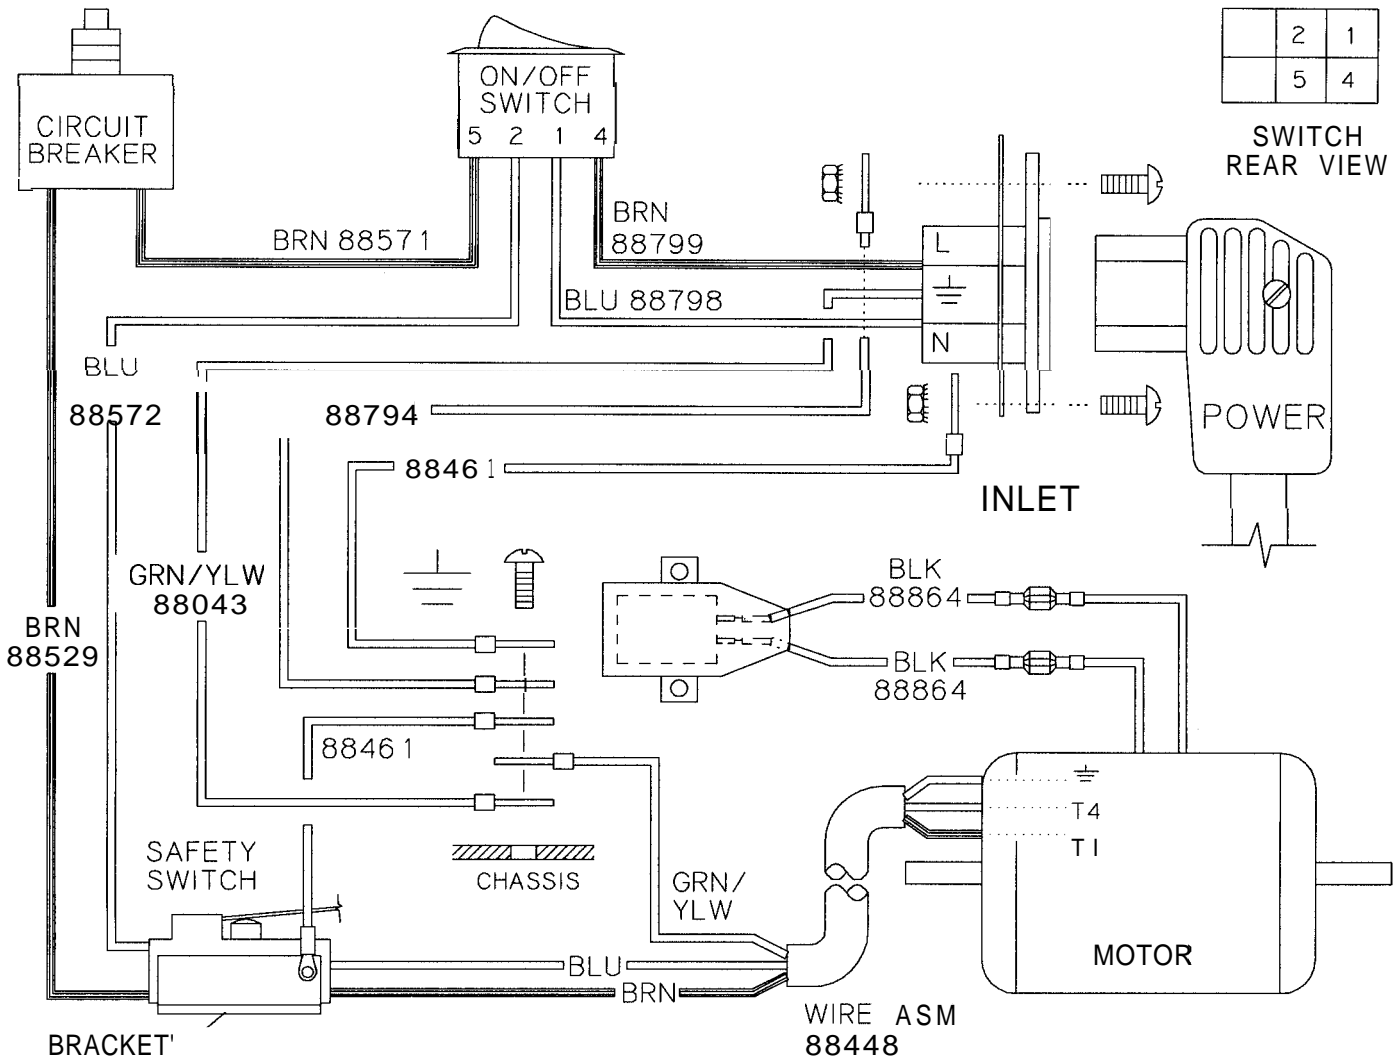 CIRCUIT
BREAKER
ON/OFF
SWITCH
5 2 1 4
2 1
5 4
SWITCH
REAR VIEW
BRN 88571
BRN
88799
BLU 88798
L
N
BLU
88572
88794
88461
POWER
INLET
GRN/YLW
88043
BRN
88529
BLK
88864
BLK
88864
88461
T4
T1
SAFETY
SWITCH
CHASSIS
GRN/
YLW
MOTOR
BLU
BRN
WIRE ASM
88448
BRACKET'